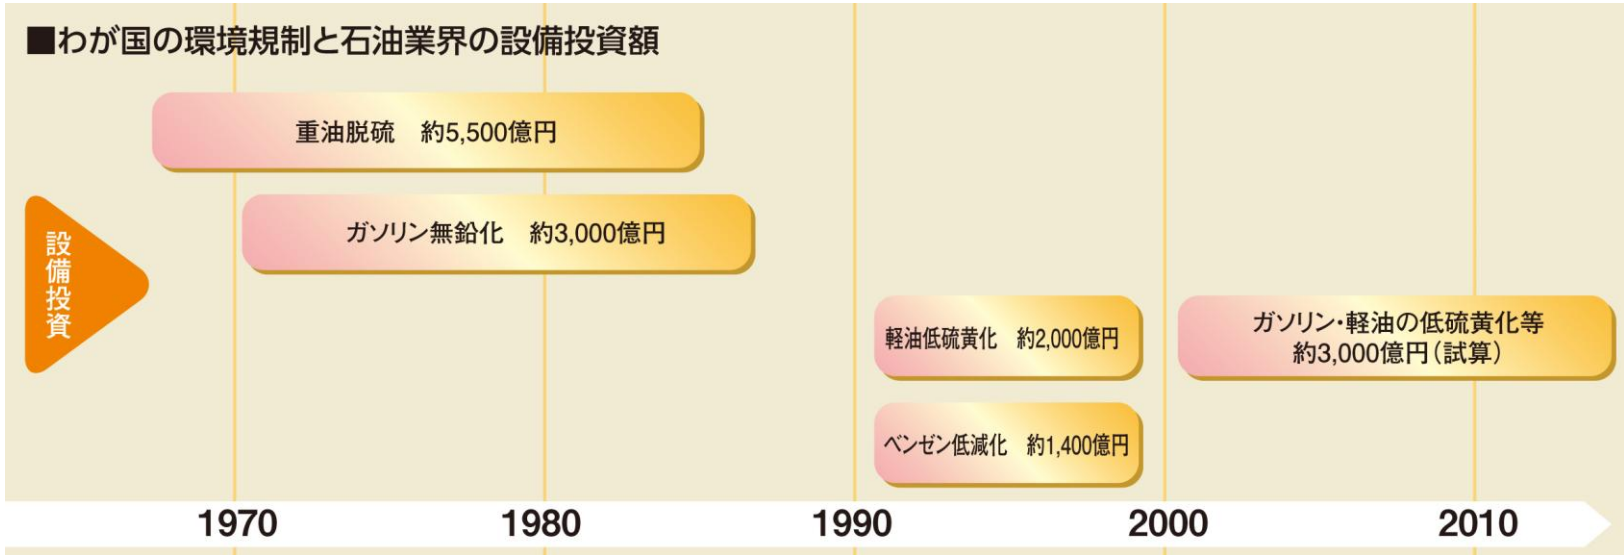 ■わが国の環境規制と石油業界の設備投資額
重油脱硫　約5,500億円
ガソリン無鉛化　約3,000億円
設備投資
軽油低硫黄化　約2,000億円
ガソリン・軽油の低硫黄化等
約3,000億円（試算）
ベンゼン低減化　約1,400億円
1970 1980 1990 2000 2010